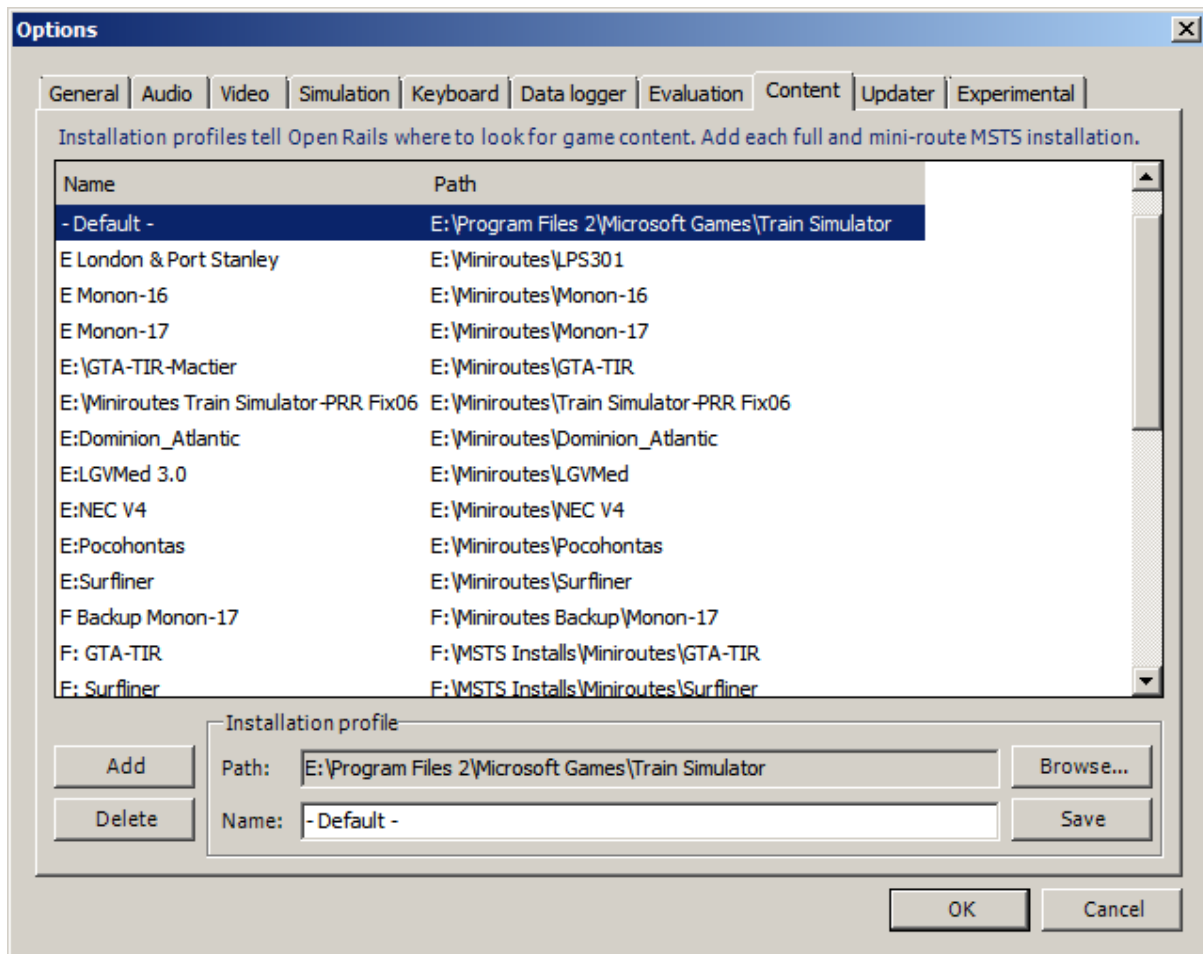 Options
General Audio Video Simulation Keyboard Data logger Evaluation Content Updater Experimental
Installation profiles tell Open Rails where to look for game content. Add each full and mini-route MSTS installation.
Name Path
- Default - E:\Program Files 2\Microsoft Games\Train Simulator
E London & Port Stanley E:\Miniroutes\LPS301
E Monon-16 E:\Miniroutes\Monon-16
E Monon-17 E:\Miniroutes\Monon-17
E:\GTA-TIR-Mactier E:\Miniroutes\GTA-TIR
E:\Miniroutes Train Simulator-PRR Fix06 E:\Miniroutes\Train Simulator-PRR Fix06
E:Dominion_Atlantic E:\Miniroutes\Dominion_Atlantic
E:LGVMed 3.0 E:\Miniroutes\LGVMed
E:NEC V4 E:\Miniroutes\NEC V4
E:Pocohontas E:\Miniroutes\Pocohontas
E:Surfliner E:\Miniroutes\Surfliner
F Backup Monon-17 F:\Miniroutes Backup\Monon-17
F: GTA-TIR F:\MSTS Installs\Miniroutes\GTA-TIR
F: Surfliner F:\MSTS Installs\Miniroutes\Surfliner
Installation profile
Add Path: E:\Program Files 2\Microsoft Games\Train Simulator Browse...
Delete Name: - Default - Save
OK Cancel